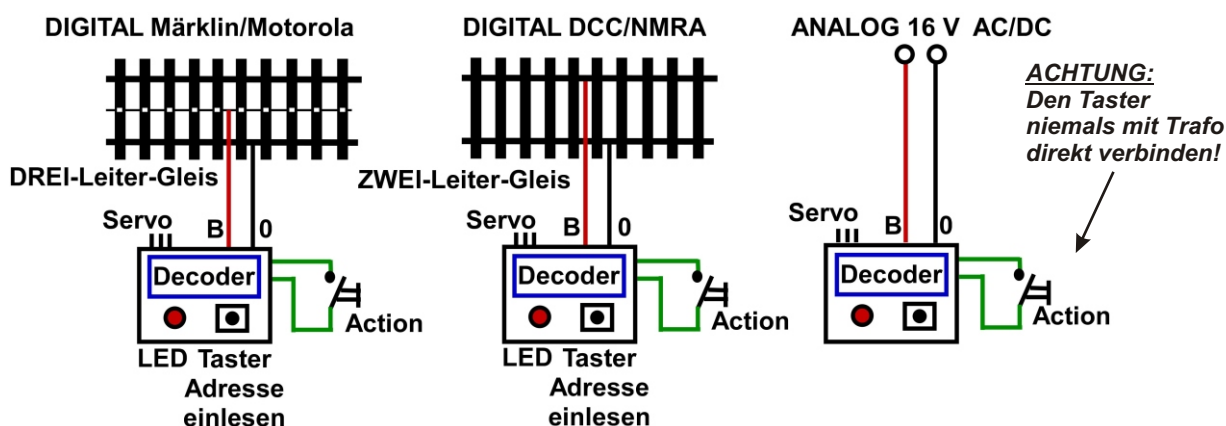 DIGITAL Märklin/Motorola
DREI-Leiter-Gleis
Servo
B
0
Decoder
Action
LED Taster
Adresse
einlesen
DIGITAL DCC/NMRA
ZWEI-Leiter-Gleis
Servo
B
0
Decoder
Action
LED Taster
Adresse
einlesen
ANALOG 16 V AC/DC
ACHTUNG:
Den Taster
niemals mit Trafo
direkt verbinden!
Servo
B
0
Decoder
Action